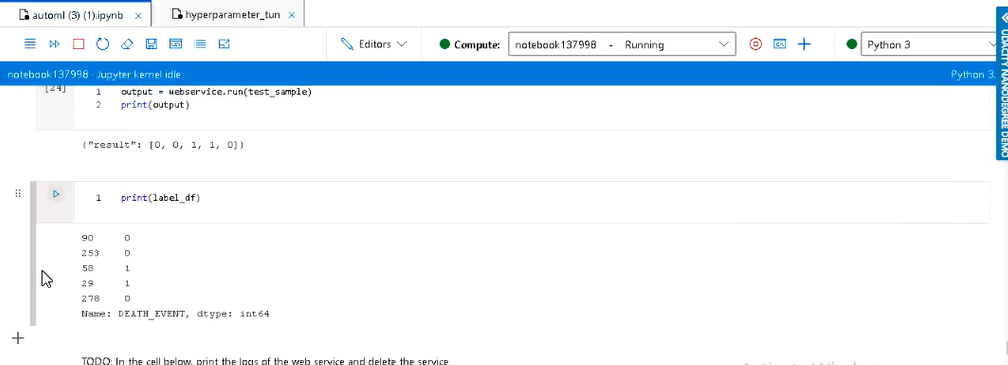 automl (3) (1).ipynb × hyperparameter_tun ×
Editors Compute: notebook137998 - Running Python 3
notebook137998 · Jupyter kernel idle Python 3.
[24] 1 output = webservice.run(test_sample)
2 print(output)
{"result": [0, 0, 1, 1, 0]}
1 print(label_df)
90 0
253 0
58 1
29 1
278 0
Name: DEATH_EVENT, dtype: int64
TODO: In the cell below, print the logs of the web service and delete the service
UDACITY NANODEGREE DEMO